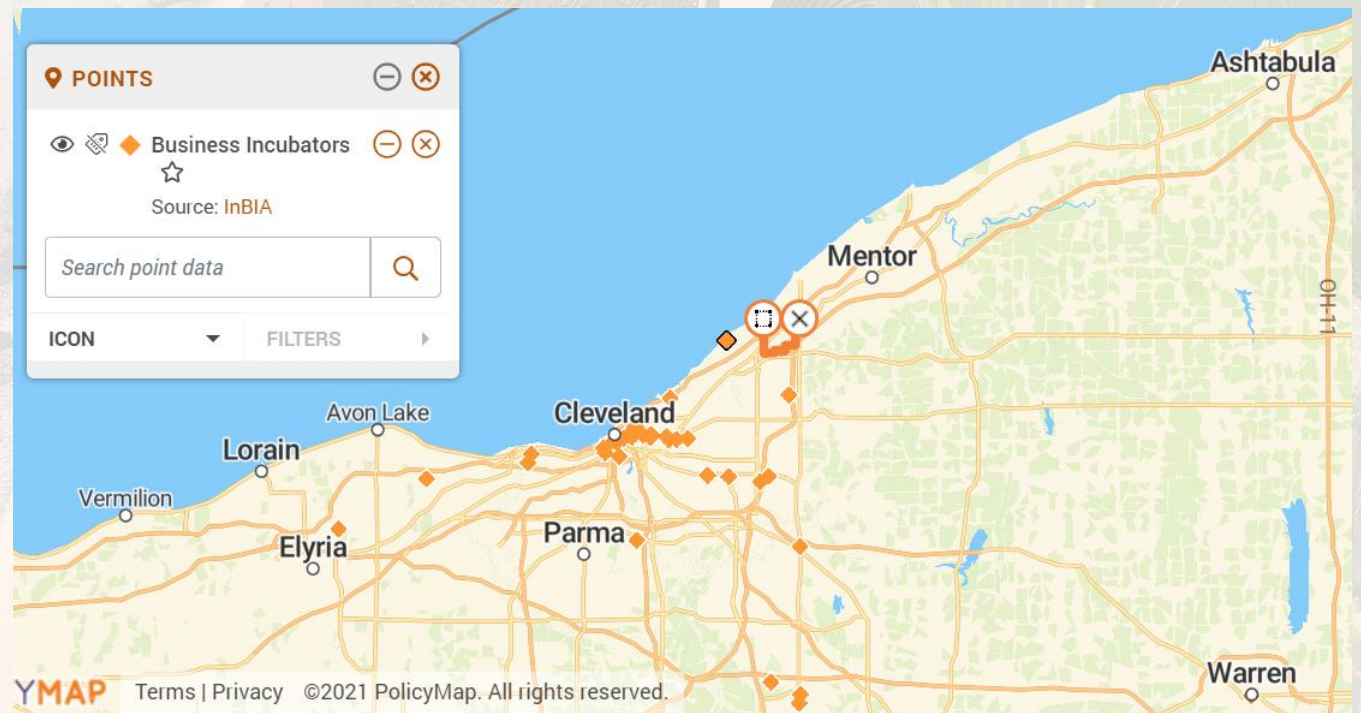 POINTS
Business Incubators
Source: InBIA
Search point data
ICON
FILTERS
Ashtabula
Mentor
OH-11
Avon Lake
Cleveland
Lorain
Vermilion
Elyria
Parma
Warren
YMAP Terms | Privacy ©2021 PolicyMap. All rights reserved.